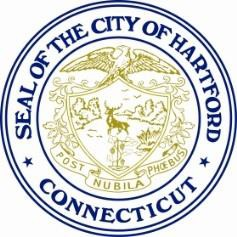 SEAL OF THE CITY OF HARTFORD
POST NUBILA PHOEBUS
CONNECTICUT